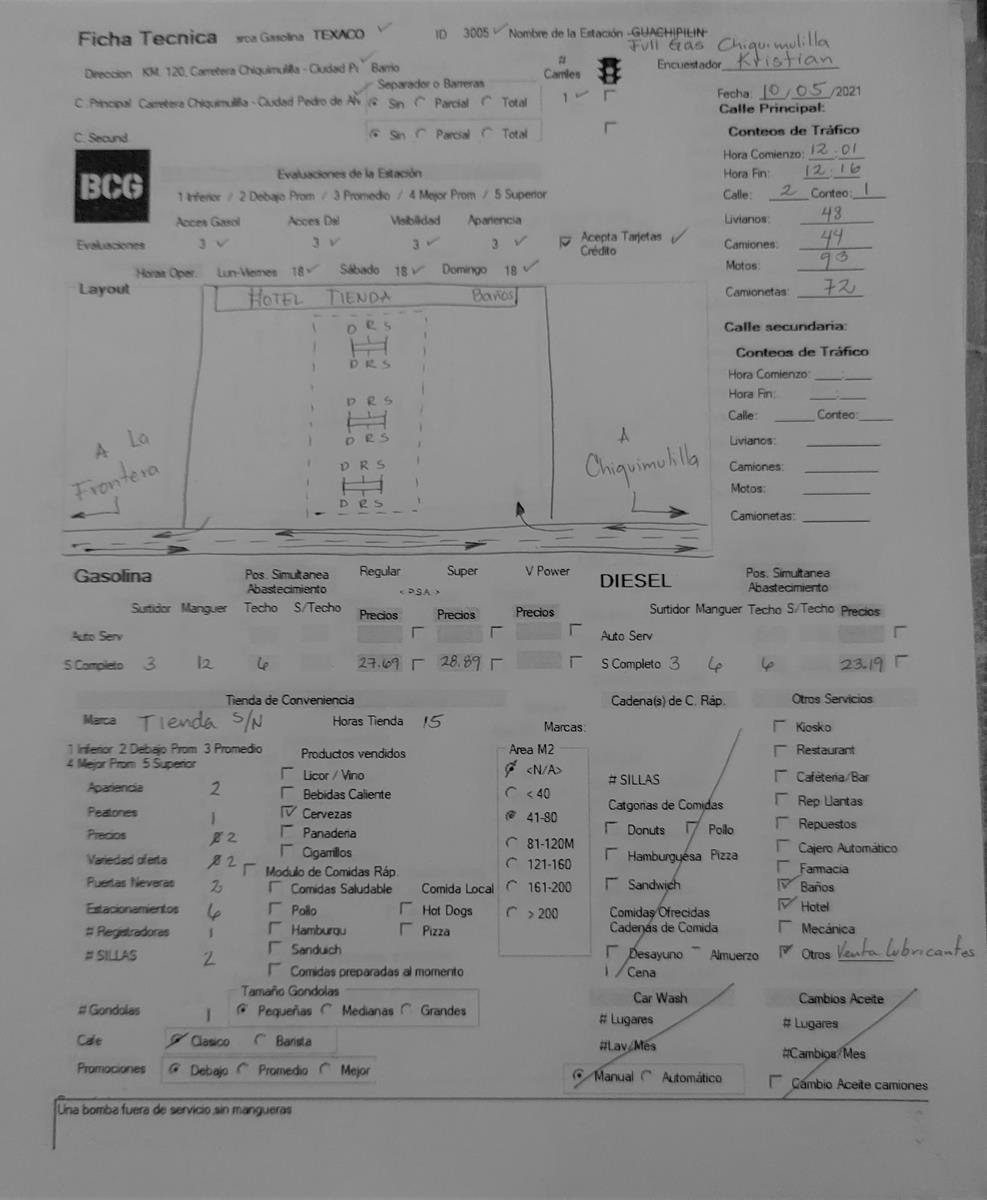 Ficha Tecnica arca Gasolina TEXACO ID 3005 Nombre de la Estación GUACHIPILIN
Full Gas Chiquimulilla
Direccion KM. 120, Carretera Chiquimulilla - Ciudad P Barrio # Carriles Encuestador Kristian
Separador o Barreras
C. Principal Carretera Chiquimulilla - Ciudad Pedro de Alv Sin Parcial Total 1 Fecha: 10/05/2021
Calle Principal:
C. Secund Sin Parcial Total
Conteos de Tráfico
BCG
Hora Comienzo: 12:01
Evaluaciones de la Estación
Hora Fin: 12:16
1 Inferior / 2 Debajo Prom / 3 Promedio / 4 Mejor Prom / 5 Superior
Calle: 2 Conteo: 1
Acces Gasol Acces Dsl Visibilidad Apariencia
Livianos: 48
Evaluaciones 3 3 3 3 Acepta Tarjetas Crédito
Camiones: 44
Motos: 93
Horas Oper. Lun-Viernes 18 Sábado 18 Domingo 18
Camionetas: 72
Layout
HOTEL TIENDA Baños
Calle secundaria:
Conteos de Tráfico
Hora Comienzo: __:__
Hora Fin: __:__
Calle: ____ Conteo: ____
Livianos:
Camiones:
Motos:
Camionetas:
D R S
D R S
D R S
D R S
D R S
D R S
A La
Frontera
A
Chiquimulilla
Gasolina Pos. Simultanea Abastecimiento Regular Super V Power DIESEL Pos. Simultanea Abastecimiento
Surtidor Manguer Techo S/Techo Precios Precios Precios Surtidor Manguer Techo S/Techo Precios
Auto Serv Auto Serv
S Completo 3 12 6 27.69 28.89 S Completo 3 6 6 23.19
Tienda de Conveniencia Cadena(s) de C. Ráp. Otros Servicios
Marca Tienda S/N Horas Tienda 15 Marcas:
1 Inferior 2 Debajo Prom 3 Promedio
4 Mejor Prom 5 Superior
Apariencia 2
Peatones 1
Precios 2
Variedad oferta 2
Puertas Neveras 2
Estacionamientos 6
# Registradoras 1
# SILLAS 2
# Gondolas 1
Productos vendidos
Licor / Vino
Bebidas Caliente
Cervezas
Panaderia
Cigarrillos
Modulo de Comidas Ráp.
Comidas Saludable Comida Local
Pollo Hot Dogs
Hamburgu Pizza
Sanduich
Comidas preparadas al momento
Tamaño Gondolas
Pequeñas Medianas Grandes
Cafe Clasico Barista
Promociones Debajo Promedio Mejor
Area M2
<N/A>
< 40
41-80
81-120M
121-160
161-200
> 200
# SILLAS
Catgorias de Comidas
Donuts Pollo
Hamburguesa Pizza
Sandwich
Comidas Ofrecidas
Cadenas de Comida
Desayuno Almuerzo
Cena
Kiosko
Restaurant
Cafeteria/Bar
Rep Llantas
Repuestos
Cajero Automático
Farmacia
Baños
Hotel
Mecánica
Otros Venta lubricantes
Car Wash
# Lugares
#Lav/Mes
Manual Automático
Cambios Aceite
# Lugares
#Cambios/Mes
Cambio Aceite camiones
Una bomba fuera de servicio,sin mangueras